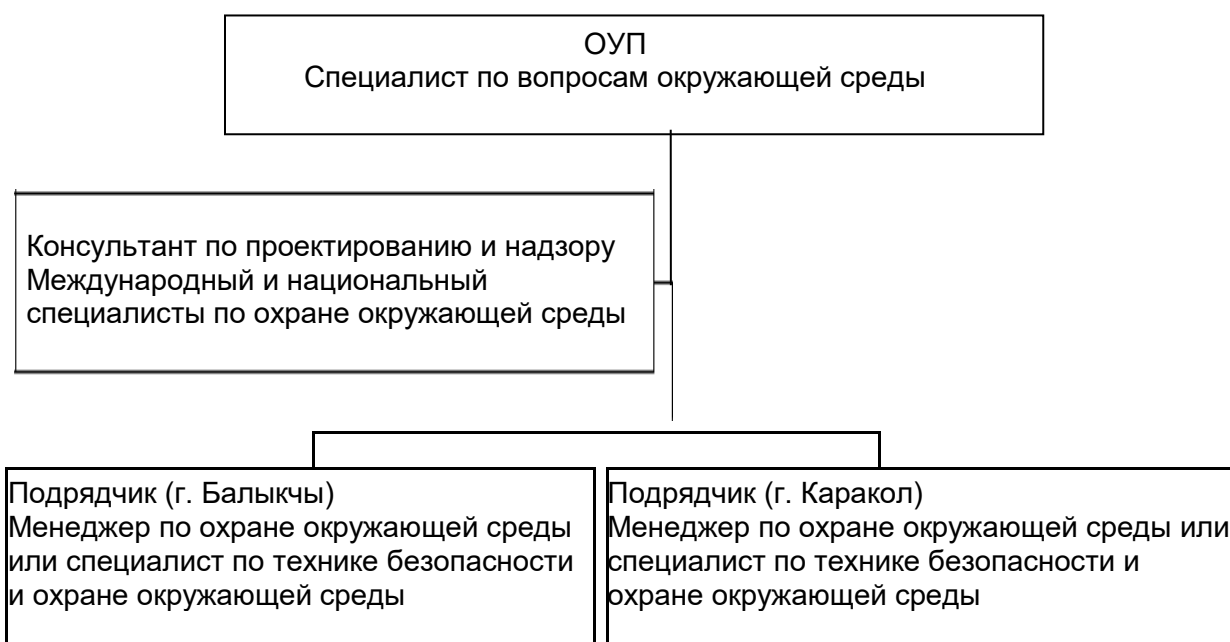 ОУП
Специалист по вопросам окружающей среды
Консультант по проектированию и надзору
Международный и национальный
специалисты по охране окружающей среды
Подрядчик (г. Балыкчы)
Менеджер по охране окружающей среды
или специалист по технике безопасности
и охране окружающей среды
Подрядчик (г. Каракол)
Менеджер по охране окружающей среды или
специалист по технике безопасности и
охране окружающей среды